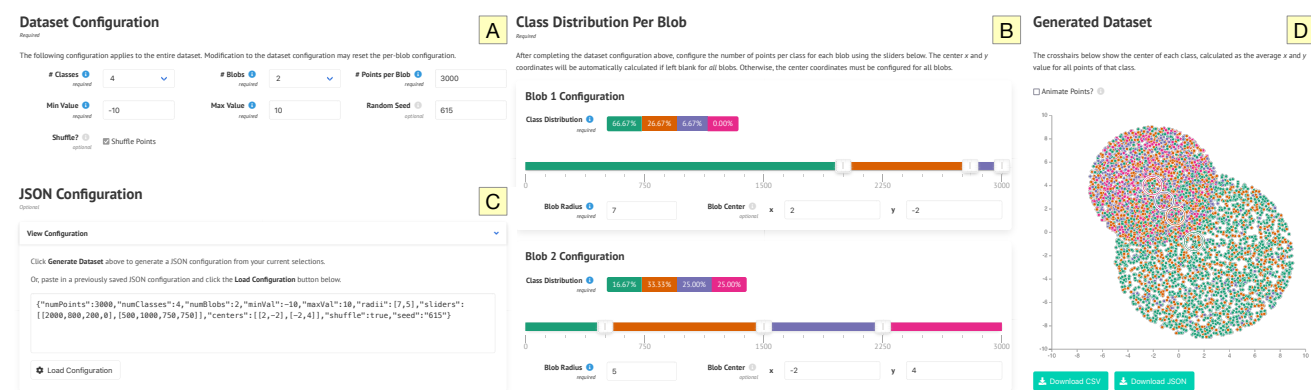 Dataset Configuration
Required
A
The following configuration applies to the entire dataset. Modification to the dataset configuration may reset the per-blob configuration.
# Classes
required
4
# Blobs
required
2
# Points per Blob
required
3000
Min Value
required
-10
Max Value
required
10
Random Seed
optional
615
Shuffle?
optional
Shuffle Points
JSON Configuration
Optional
C
View Configuration
Click Generate Dataset above to generate a JSON configuration from your current selections.
Or, paste in a previously saved JSON configuration and click the Load Configuration button below.
{"numPoints":3000,"numClasses":4,"numBlobs":2,"minVal":-10,"maxVal":10,"radii":[7,5],"sliders":
[[2000,800,200,0],[500,1000,750,750]],"centers":[[2,-2],[-2,4]],"shuffle":true,"seed":"615"}
Load Configuration
Class Distribution Per Blob
Required
B
After completing the dataset configuration above, configure the number of points per class for each blob using the sliders below. The center x and y
coordinates will be automatically calculated if left blank for all blobs. Otherwise, the center coordinates must be configured for all blobs.
Blob 1 Configuration
Class Distribution
required
66.67% 26.67% 6.67% 0.00%
0 750 1500 2250 3000
Blob Radius
required
7
Blob Center
optional
x 2 y -2
Blob 2 Configuration
Class Distribution
required
16.67% 33.33% 25.00% 25.00%
0 750 1500 2250 3000
Blob Radius
required
5
Blob Center
optional
x -2 y 4
Generated Dataset
D
The crosshairs below show the center of each class, calculated as the average x and y
value for all points of that class.
Animate Points?
10
8
6
4
2
0
-2
-4
-6
-8
-10
-10 -8 -6 -4 -2 0 2 4 6 8 10
Download CSV
Download JSON